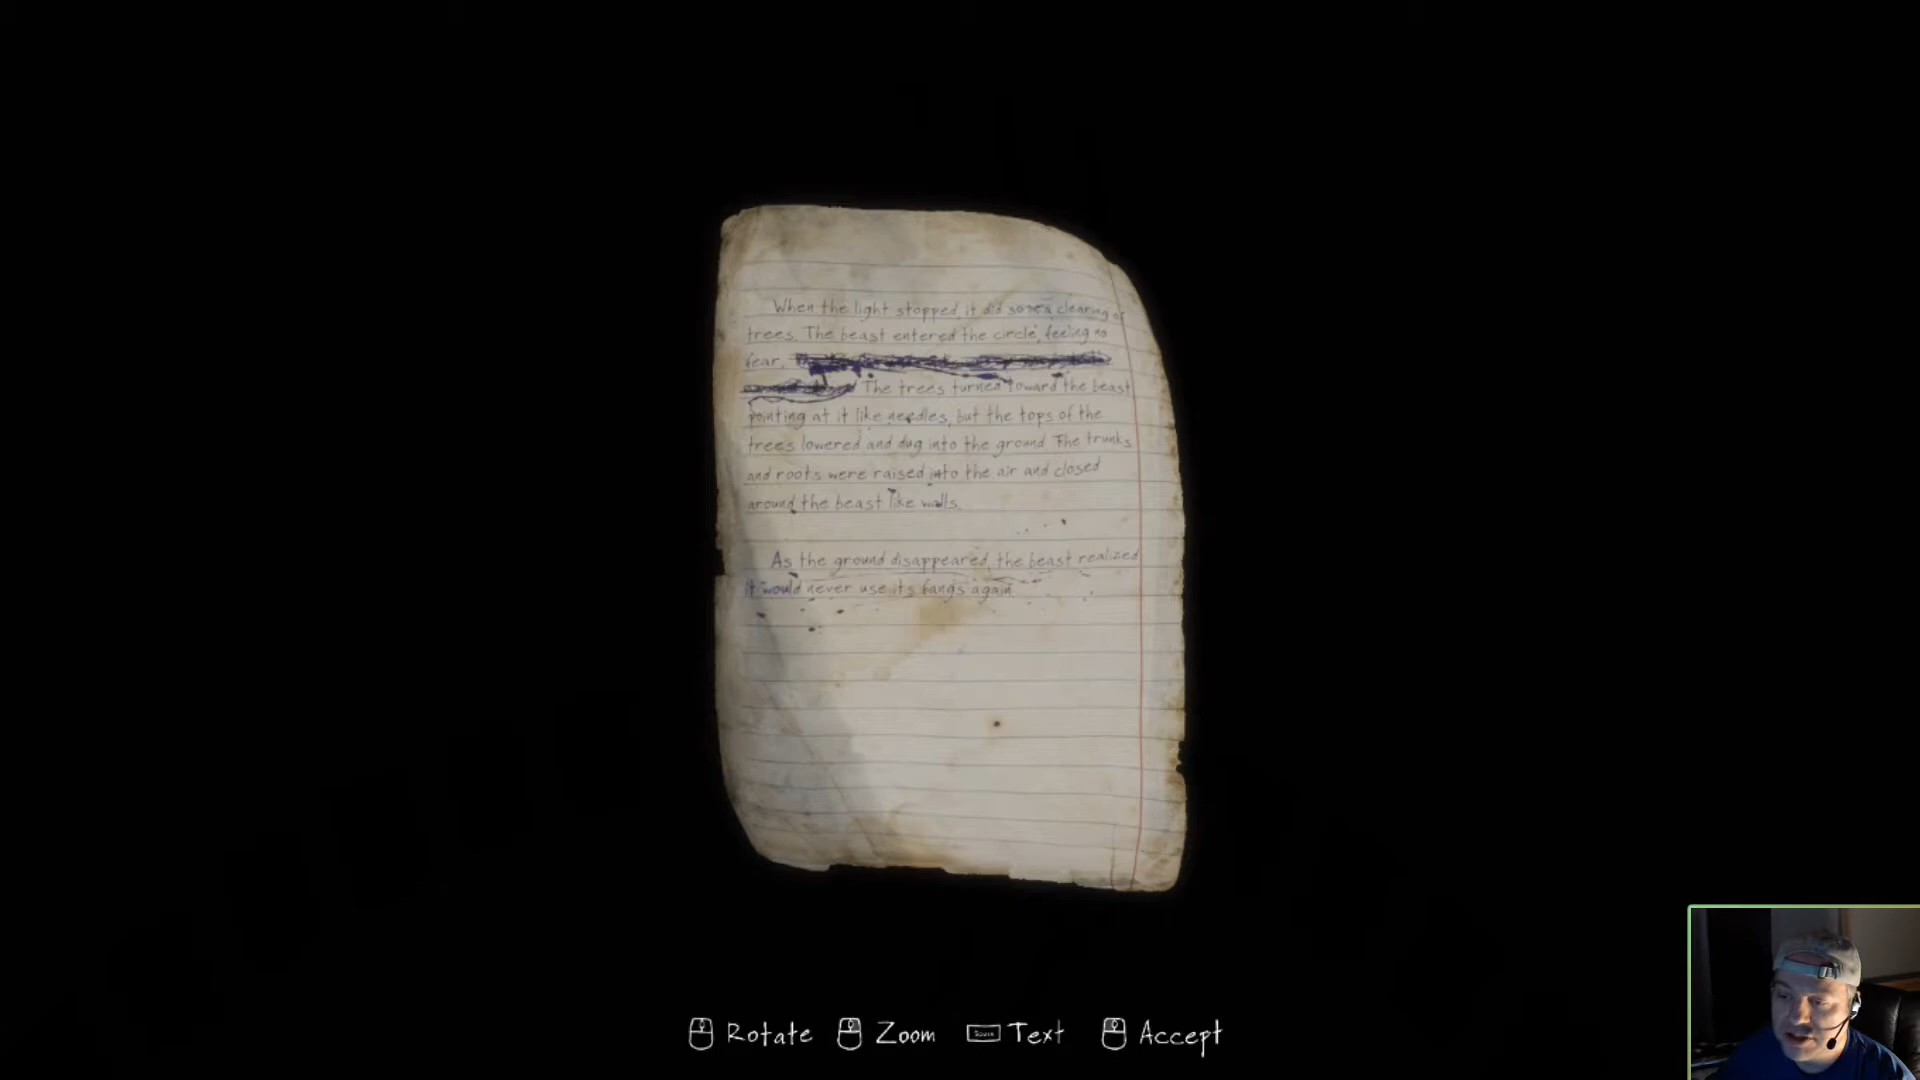 When the light stopped, it did so in a clearing of
trees. The beast entered the circle, feeling no
fear.
The trees turned toward the beast
pointing at it like needles, but the tops of the
trees lowered and dug into the ground. The trunks
and roots were raised into the air and closed
around the beast like walls.
As the ground disappeared, the beast realized
it would never use its fangs again.
Rotate
Zoom
Text
Accept